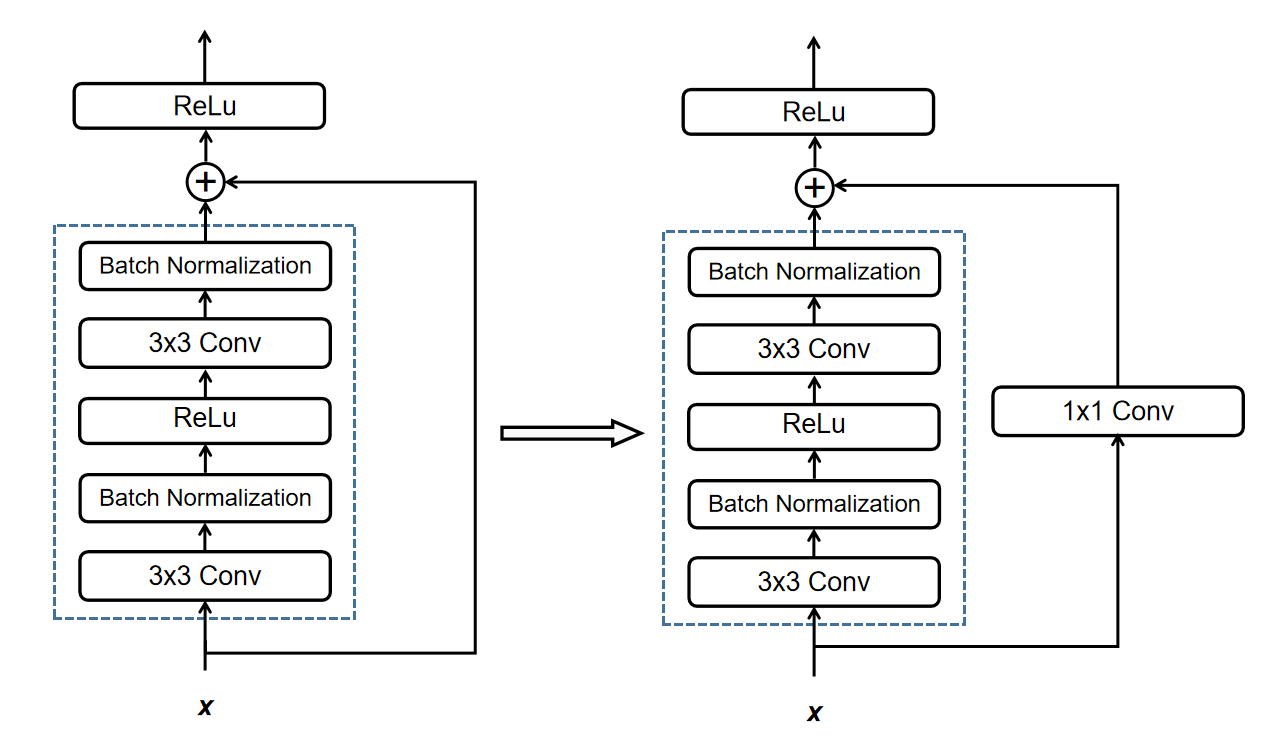 ReLu
+
Batch Normalization
3x3 Conv
ReLu
Batch Normalization
3x3 Conv
x
ReLu
+
Batch Normalization
3x3 Conv
ReLu
Batch Normalization
3x3 Conv
x
1x1 Conv